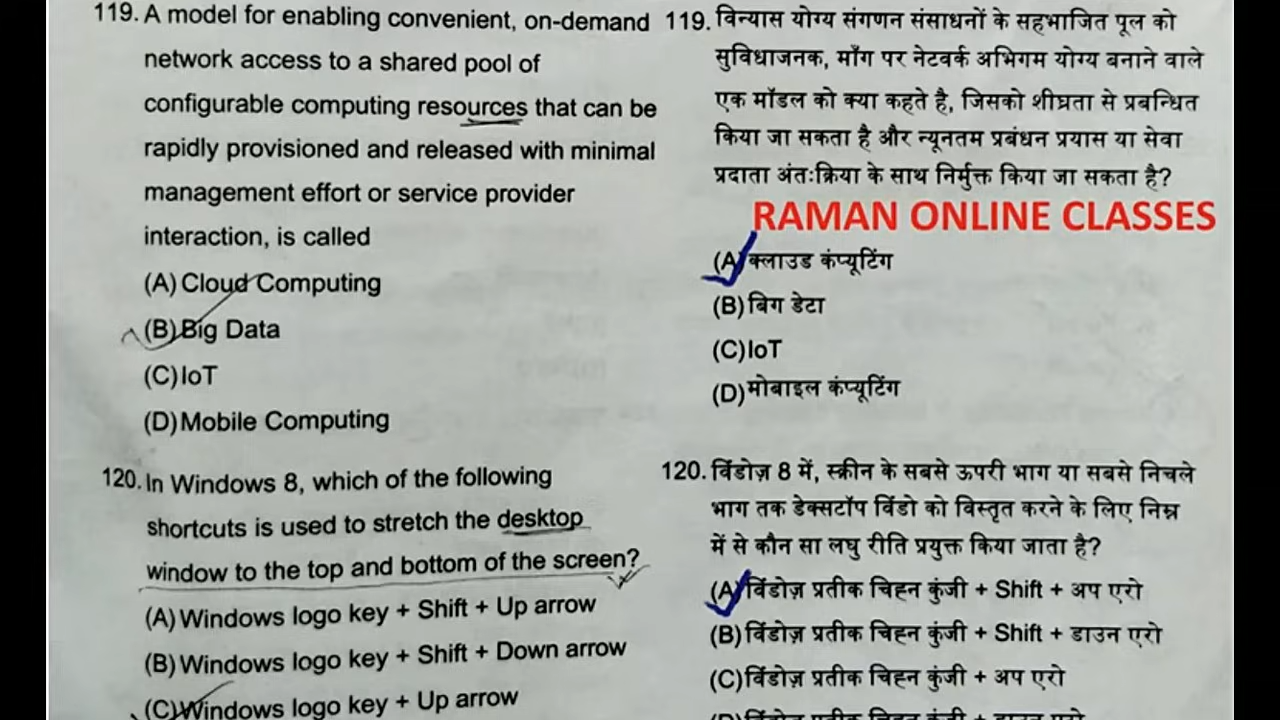 119. A model for enabling convenient, on-demand
network access to a shared pool of
configurable computing resources that can be
rapidly provisioned and released with minimal
management effort or service provider
interaction, is called
(A) Cloud Computing
(B) Big Data
(C) IoT
(D) Mobile Computing
120. In Windows 8, which of the following
shortcuts is used to stretch the desktop
window to the top and bottom of the screen?
(A) Windows logo key + Shift + Up arrow
(B) Windows logo key + Shift + Down arrow
(C) Windows logo key + Up arrow
119. विन्यास योग्य संगणन संसाधनों के सहभाजित पूल को
सुविधाजनक, माँग पर नेटवर्क अभिगम योग्य बनाने वाले
एक मॉडल को क्या कहते है, जिसको शीघ्रता से प्रबन्धित
किया जा सकता है और न्यूनतम प्रबंधन प्रयास या सेवा
प्रदाता अंतःक्रिया के साथ निर्मुक्त किया जा सकता है?
RAMAN ONLINE CLASSES
(A) क्लाउड कंप्यूटिंग
(B) बिग डेटा
(C) IoT
(D) मोबाइल कंप्यूटिंग
120. विंडोज़ 8 में, स्क्रीन के सबसे ऊपरी भाग या सबसे निचले
भाग तक डेक्सटॉप विंडो को विस्तृत करने के लिए निम्न
में से कौन सा लघु रीति प्रयुक्त किया जाता है?
(A) विंडोज़ प्रतीक चिह्न कुंजी + Shift + अप एरो
(B) विंडोज़ प्रतीक चिह्न कुंजी + Shift + डाउन एरो
(C) विंडोज़ प्रतीक चिह्न कुंजी + अप एरो